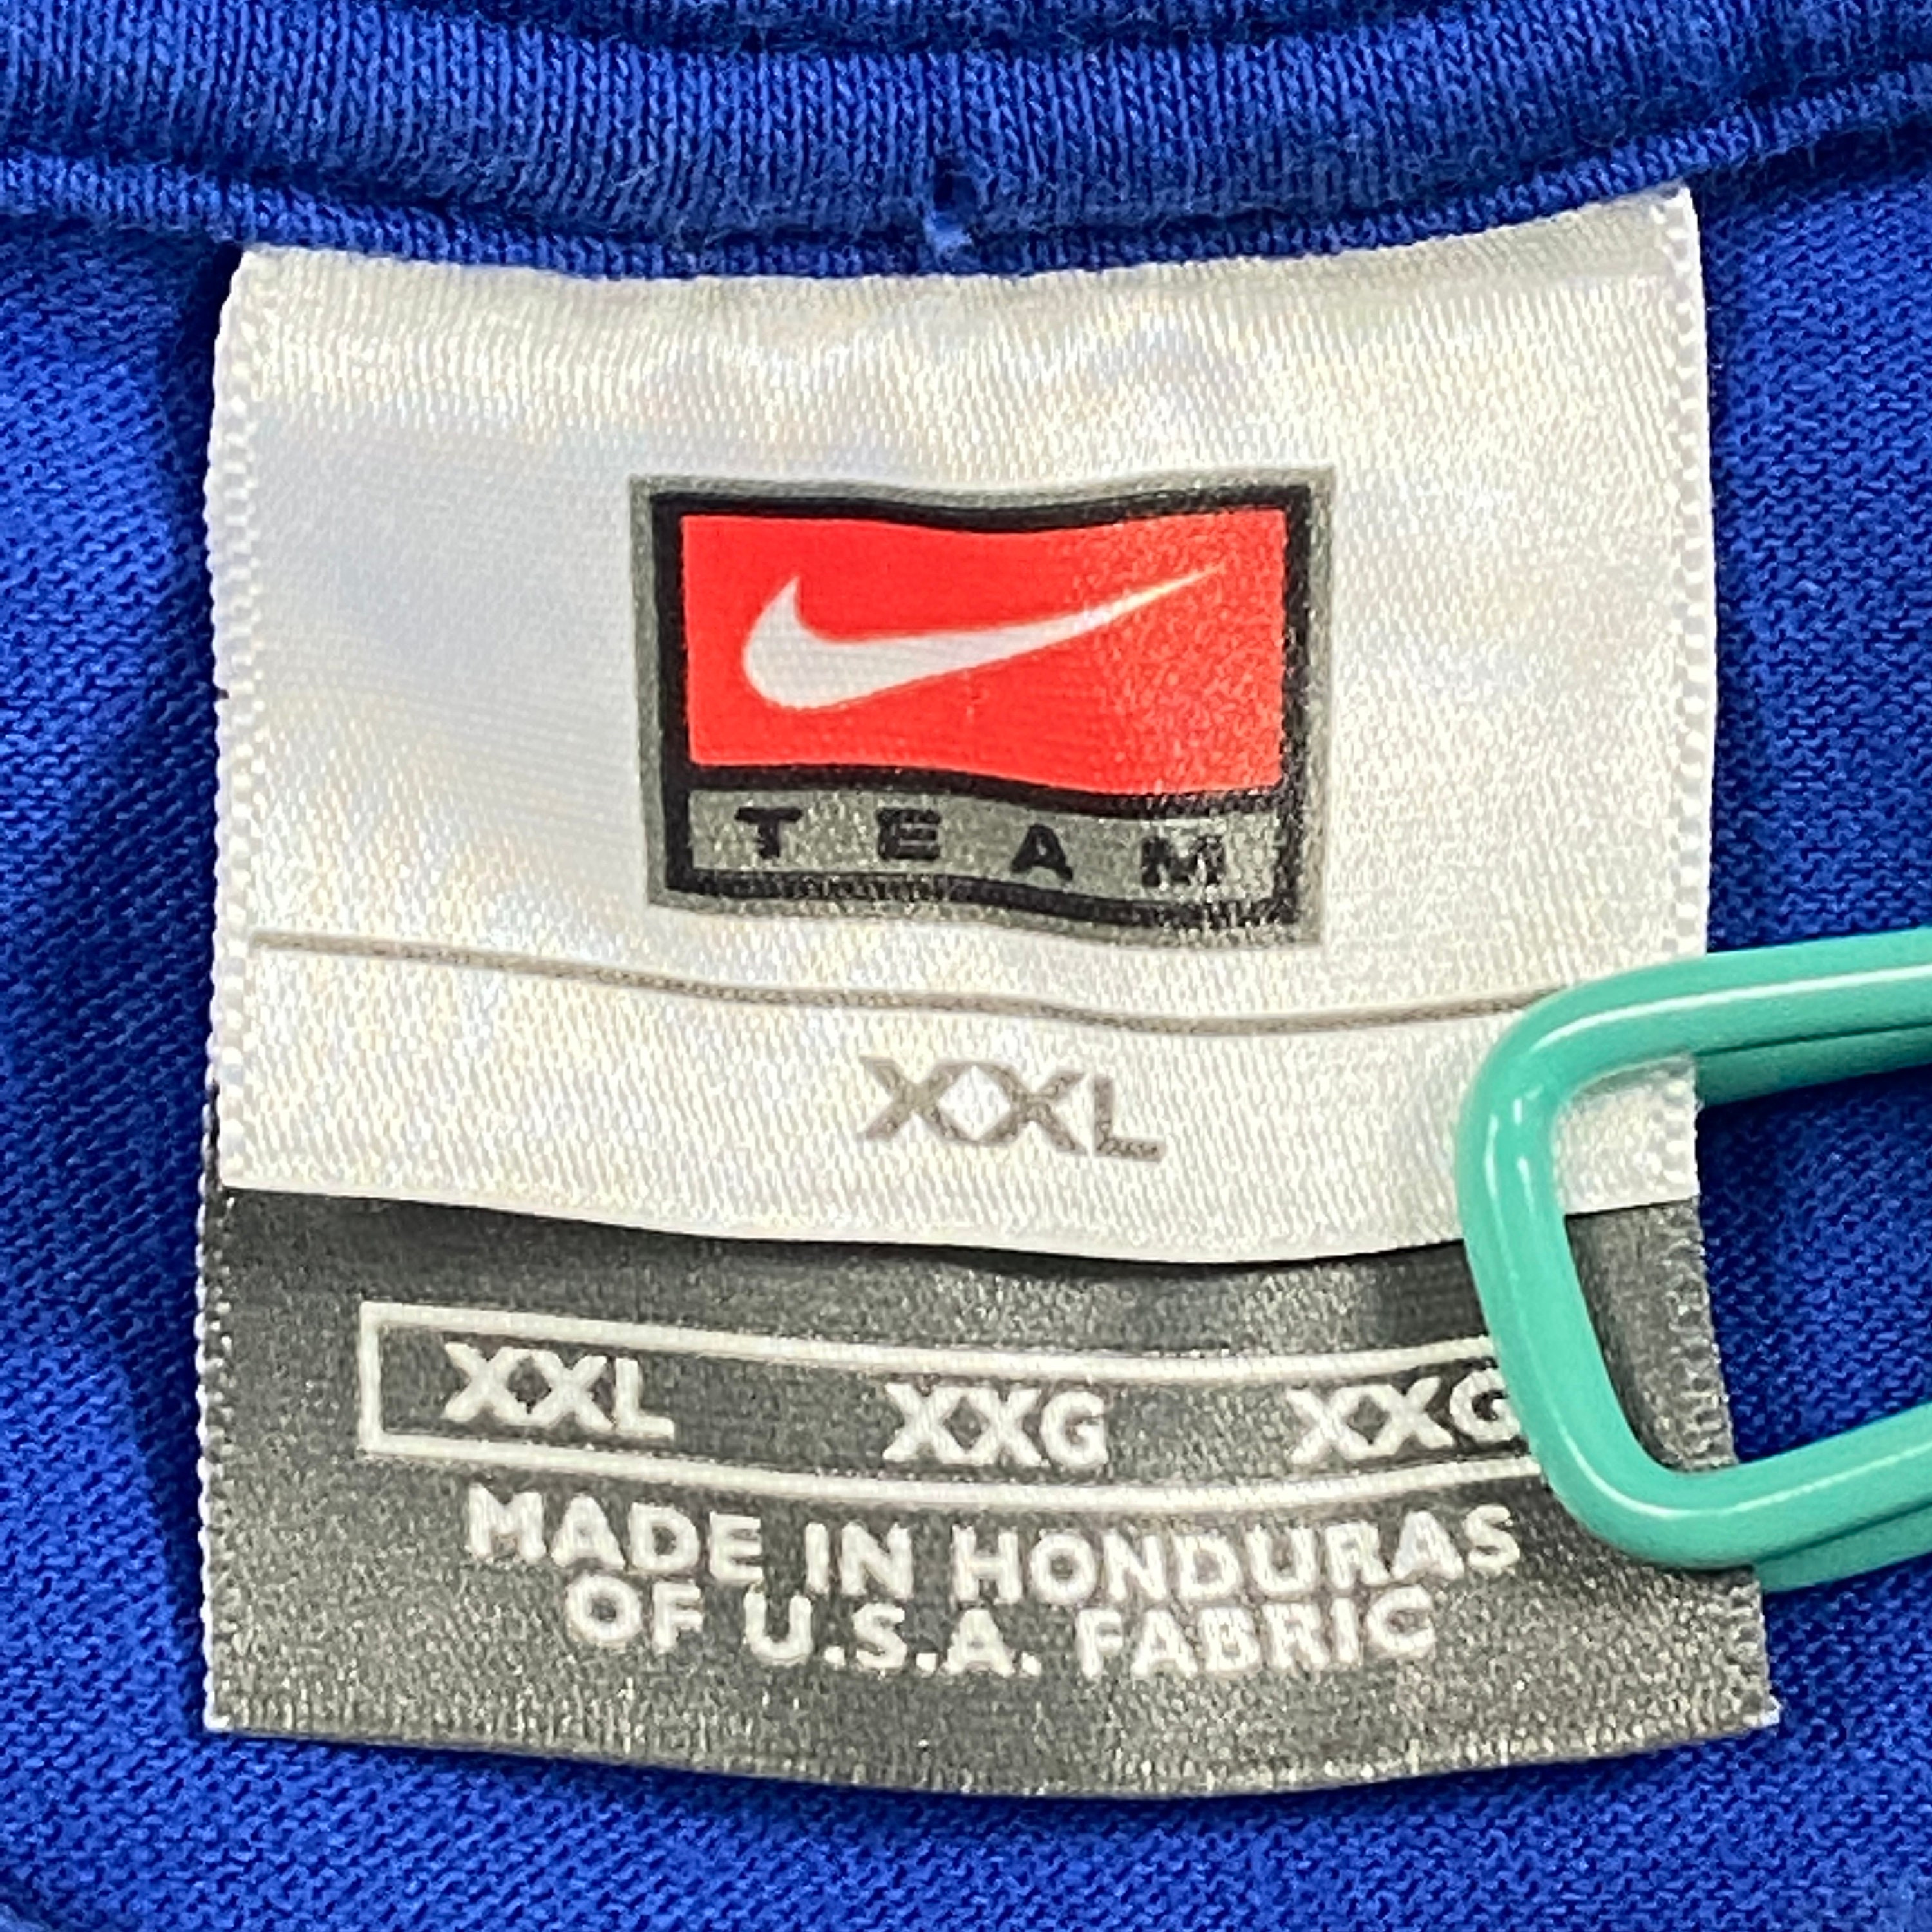 TEAM
XXL
XXL XXG XXG
MADE IN HONDURAS
OF U.S.A. FABRIC